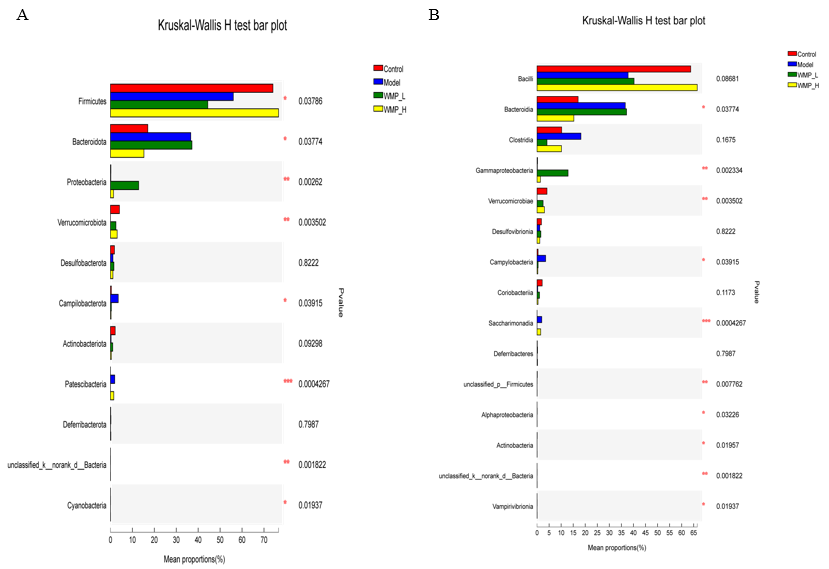 A
Kruskal-Wallis H test bar plot
Control
Model
WMP_L
WMP_H
Firmicutes * 0.03786
Bacteroidota * 0.03774
Proteobacteria ** 0.00262
Verrucomicrobiota ** 0.003502
Desulfobacterota 0.8222
Campilobacterota * 0.03915
Actinobacteriota 0.09298
Patescibacteria *** 0.0004267
Deferribacterota 0.7987
unclassified_k__norank_d__Bacteria ** 0.001822
Cyanobacteria * 0.01937
Pvalue
0 10 20 30 40 50 60 70
Mean proportions(%)
B
Kruskal-Wallis H test bar plot
Control
Model
WMP_L
WMP_H
Bacilli 0.08681
Bacteroidia * 0.03774
Clostridia 0.1675
Gammaproteobacteria ** 0.002334
Verrucomicrobiae ** 0.003502
Desulfovibrionia 0.8222
Campylobacteria * 0.03915
Coriobacteriia 0.1173
Saccharimonadia *** 0.0004267
Deferribacteres 0.7987
unclassified_p__Firmicutes ** 0.007762
Alphaproteobacteria * 0.03226
Actinobacteria * 0.01957
unclassified_k__norank_d__Bacteria ** 0.001822
Vampirivibrionia * 0.01937
Pvalue
0 5 10 15 20 25 30 35 40 45 50 55 60 65
Mean proportions(%)